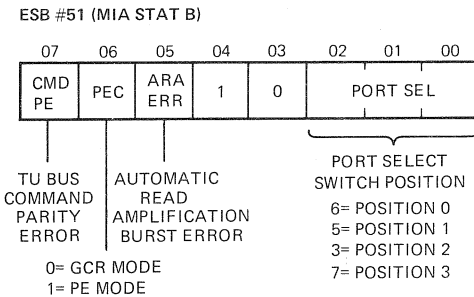 ESB #51 (MIA STAT B)
07 06 05 04 03 02 01 00
CMD PE
PEC
ARA ERR
1
0
PORT SEL
TU BUS
COMMAND
PARITY
ERROR
AUTOMATIC
READ
AMPLIFICATION
BURST ERROR
0= GCR MODE
1= PE MODE
PORT SELECT
SWITCH POSITION
6= POSITION 0
5= POSITION 1
3= POSITION 2
7= POSITION 3